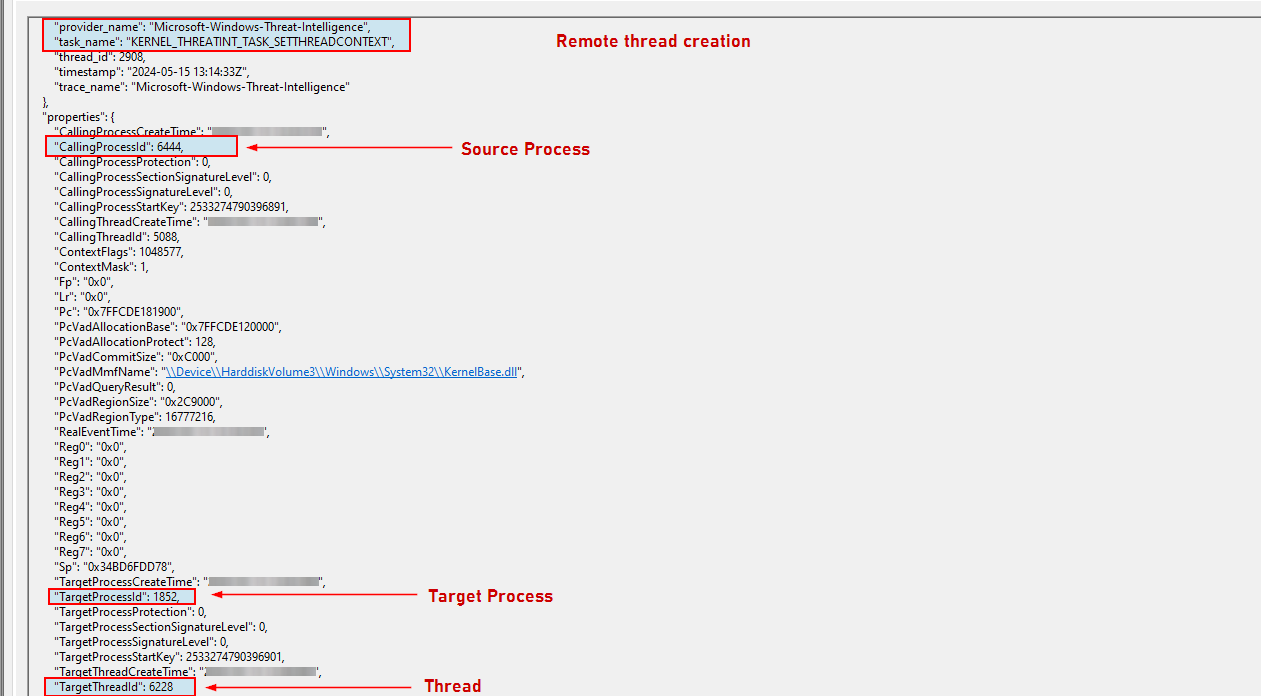 "provider_name": "Microsoft-Windows-Threat-Intelligence",
"task_name": "KERNEL_THREATINT_TASK_SETTHREADCONTEXT",
Remote thread creation
"thread_id": 2908,
"timestamp": "2024-05-15 13:14:33Z",
"trace_name": "Microsoft-Windows-Threat-Intelligence"
},
"properties": {
"CallingProcessCreateTime": "",
"CallingProcessId": 6444,
Source Process
"CallingProcessProtection": 0,
"CallingProcessSectionSignatureLevel": 0,
"CallingProcessSignatureLevel": 0,
"CallingProcessStartKey": 2533274790396891,
"CallingThreadCreateTime": "",
"CallingThreadId": 5088,
"ContextFlags": 1048577,
"ContextMask": 1,
"Fp": "0x0",
"Lr": "0x0",
"Pc": "0x7FFCDE181900",
"PcVadAllocationBase": "0x7FFCDE120000",
"PcVadAllocationProtect": 128,
"PcVadCommitSize": "0xC000",
"PcVadMmfName": "\\Device\\HarddiskVolume3\\Windows\\System32\\KernelBase.dll",
"PcVadQueryResult": 0,
"PcVadRegionSize": "0x2C9000",
"PcVadRegionType": 16777216,
"RealEventTime": "",
"Reg0": "0x0",
"Reg1": "0x0",
"Reg2": "0x0",
"Reg3": "0x0",
"Reg4": "0x0",
"Reg5": "0x0",
"Reg6": "0x0",
"Reg7": "0x0",
"Sp": "0x34BD6FDD78",
"TargetProcessCreateTime": "",
"TargetProcessId": 1852,
Target Process
"TargetProcessProtection": 0,
"TargetProcessSectionSignatureLevel": 0,
"TargetProcessSignatureLevel": 0,
"TargetProcessStartKey": 2533274790396901,
"TargetThreadCreateTime": "",
"TargetThreadId": 6228
Thread